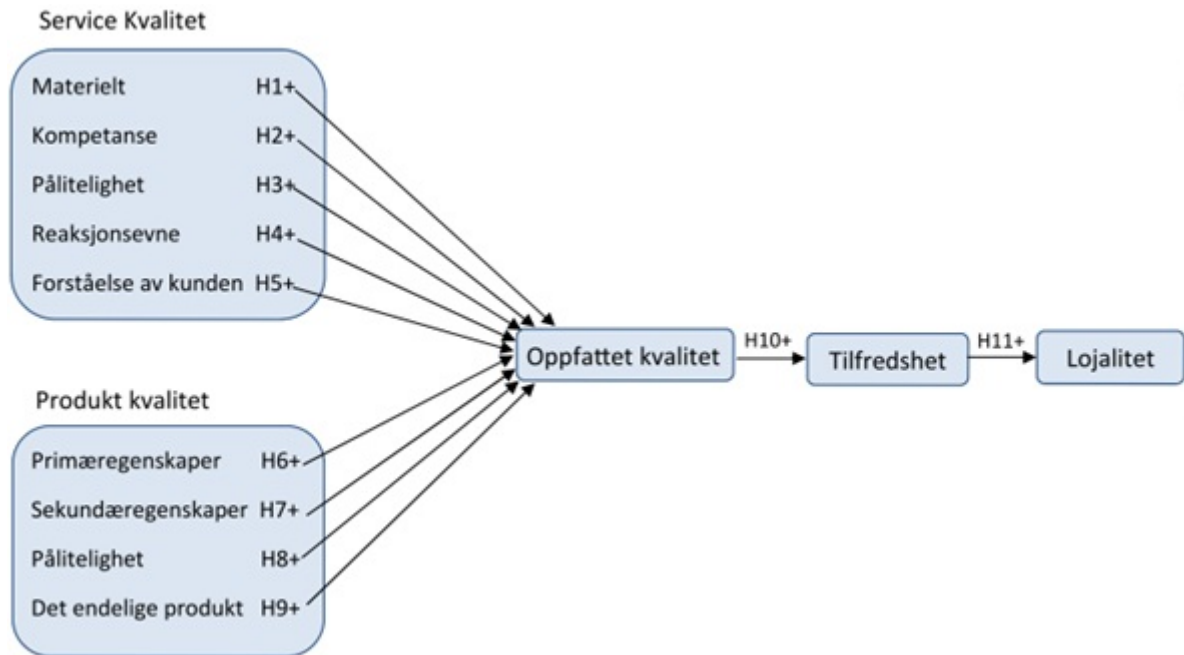 Service Kvalitet
Materielt H1+
Kompetanse H2+
Pålitelighet H3+
Reaksjonsevne H4+
Forståelse av kunden H5+
Oppfattet kvalitet H10+ Tilfredshet H11+ Lojalitet
Produkt kvalitet
Primæregenskaper H6+
Sekundæregenskaper H7+
Pålitelighet H8+
Det endelige produkt H9+